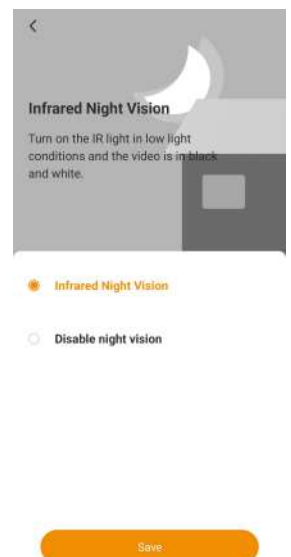 Infrared Night Vision
Turn on the IR light in low light
conditions and the video is in black
and white.
Infrared Night Vision
Disable night vision
Save